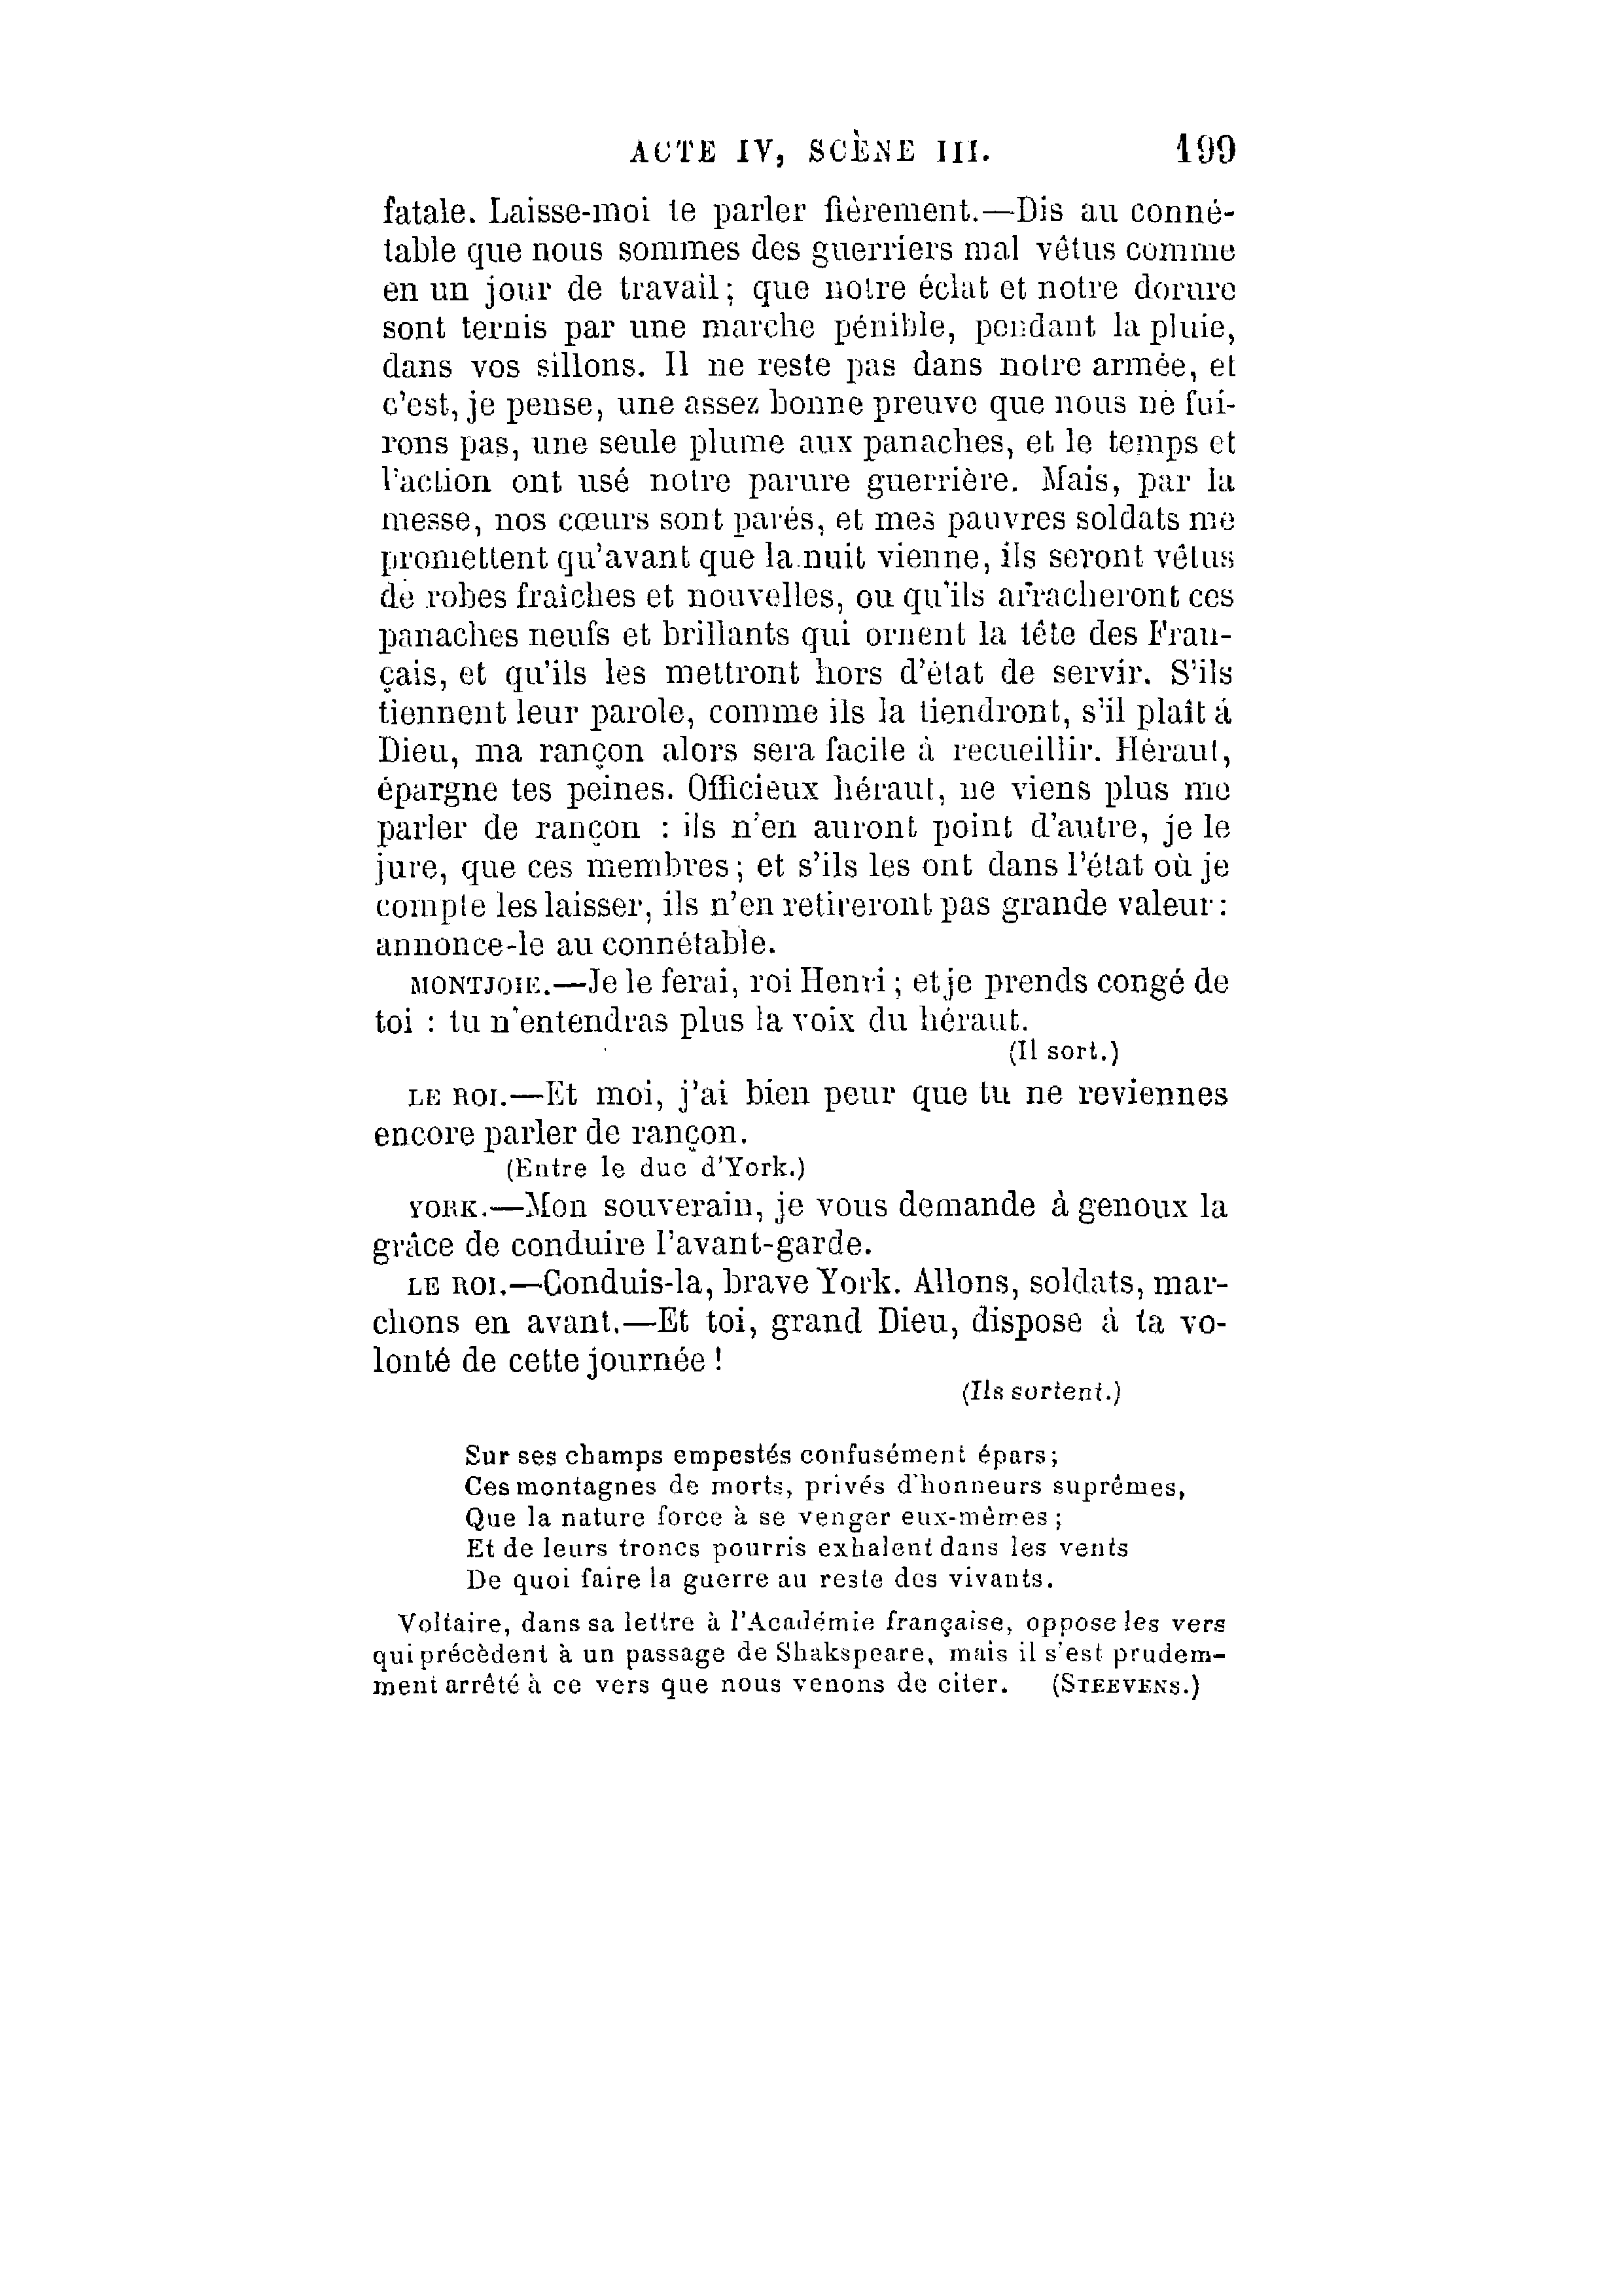 ACTE IV, SCÈNE III. 199
fatale. Laisse-moi te parler fièrement.—Dis au conné-
table que nous sommes des guerriers mal vêtus comme
en un jour de travail; que notre éclat et notre dorure
sont ternis par une marche pénible, pendant la pluie,
dans vos sillons. Il ne reste pas dans notre armée, et
c'est, je pense, une assez bonne preuve que nous ne fui-
rons pas, une seule plume aux panaches, et le temps et
l'action ont usé notre parure guerrière. Mais, par la
messe, nos cœurs sont parés, et mes pauvres soldats me
promettent qu'avant que la nuit vienne, ils seront vêtus
de robes fraîches et nouvelles, ou qu'ils arracheront ces
panaches neufs et brillants qui ornent la tête des Fran-
çais, et qu'ils les mettront hors d'état de servir. S'ils
tiennent leur parole, comme ils la tiendront, s'il plaît à
Dieu, ma rançon alors sera facile à recueillir. Héraut,
épargne tes peines. Officieux héraut, ne viens plus me
parler de rançon : ils n'en auront point d'autre, je le
jure, que ces membres; et s'ils les ont dans l'état où je
compte les laisser, ils n'en retireront pas grande valeur:
annonce-le au connétable.
MONTJOIE.—Je le ferai, roi Henri ; et je prends congé de
toi : tu n'entendras plus la voix du héraut.
(Il sort.)
LE ROI.—Et moi, j'ai bien peur que tu ne reviennes
encore parler de rançon.
(Entre le duc d'York.)
YORK.—Mon souverain, je vous demande à genoux la
grâce de conduire l'avant-garde.
LE ROI.—Conduis-la, brave York. Allons, soldats, mar-
chons en avant.—Et toi, grand Dieu, dispose à ta vo-
lonté de cette journée !
(Ils sortent.)
Sur ses champs empestés confusément épars;
Ces montagnes de morts, privés d'honneurs suprêmes,
Que la nature force à se venger eux-mêmes ;
Et de leurs troncs pourris exhalent dans les vents
De quoi faire la guerre au reste des vivants.
Voltaire, dans sa lettre à l'Académie française, oppose les vers
qui précèdent à un passage de Shakspeare, mais il s'est prudem-
ment arrêté à ce vers que nous venons de citer. (STEEVENS.)